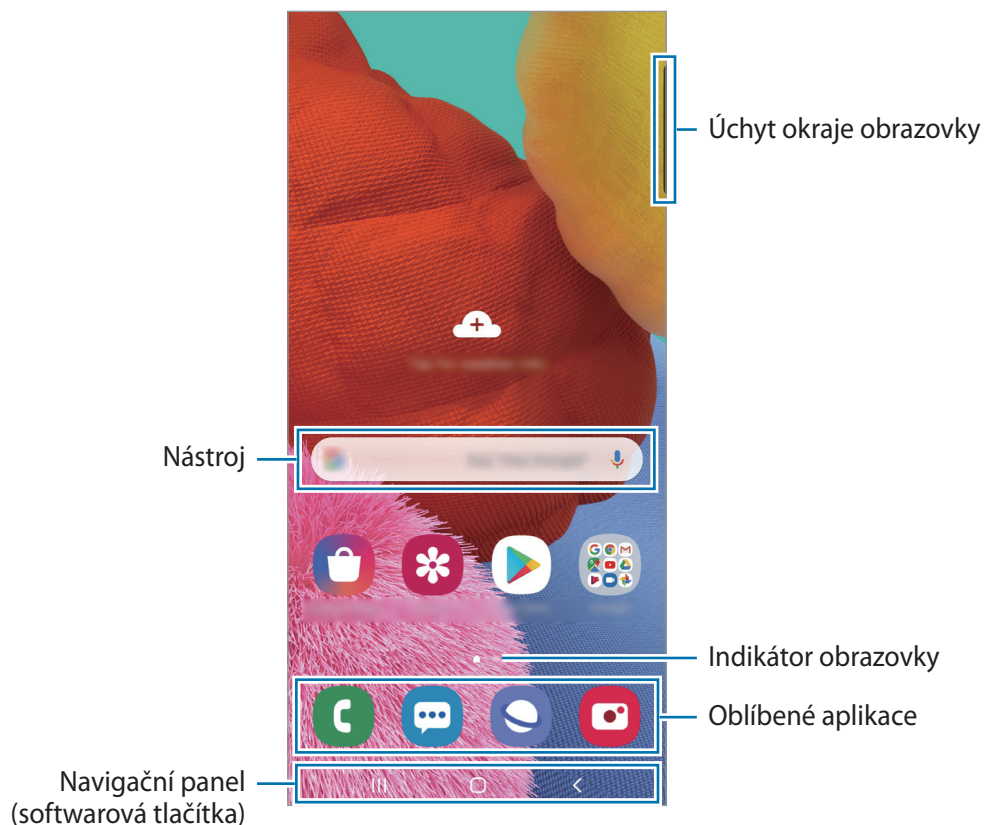 Úchyt okraje obrazovky
Nástroj
Indikátor obrazovky
Oblíbené aplikace
Navigační panel
(softwarová tlačítka)